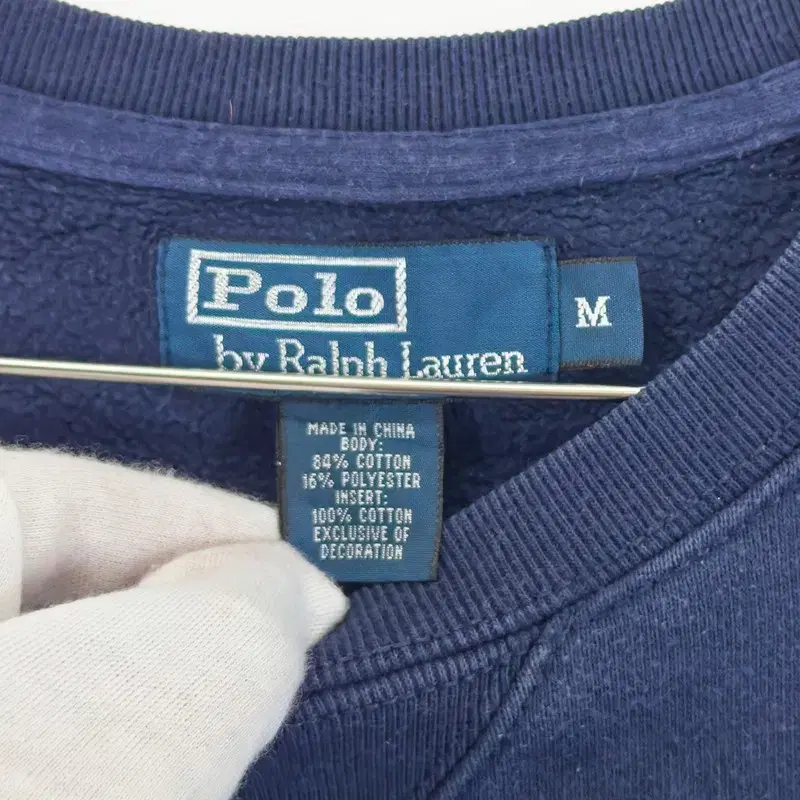 Polo
by Ralph Lauren
M
MADE IN CHINA
BODY:
84% COTTON
16% POLYESTER
INSERT:
100% COTTON
EXCLUSIVE OF
DECORATION